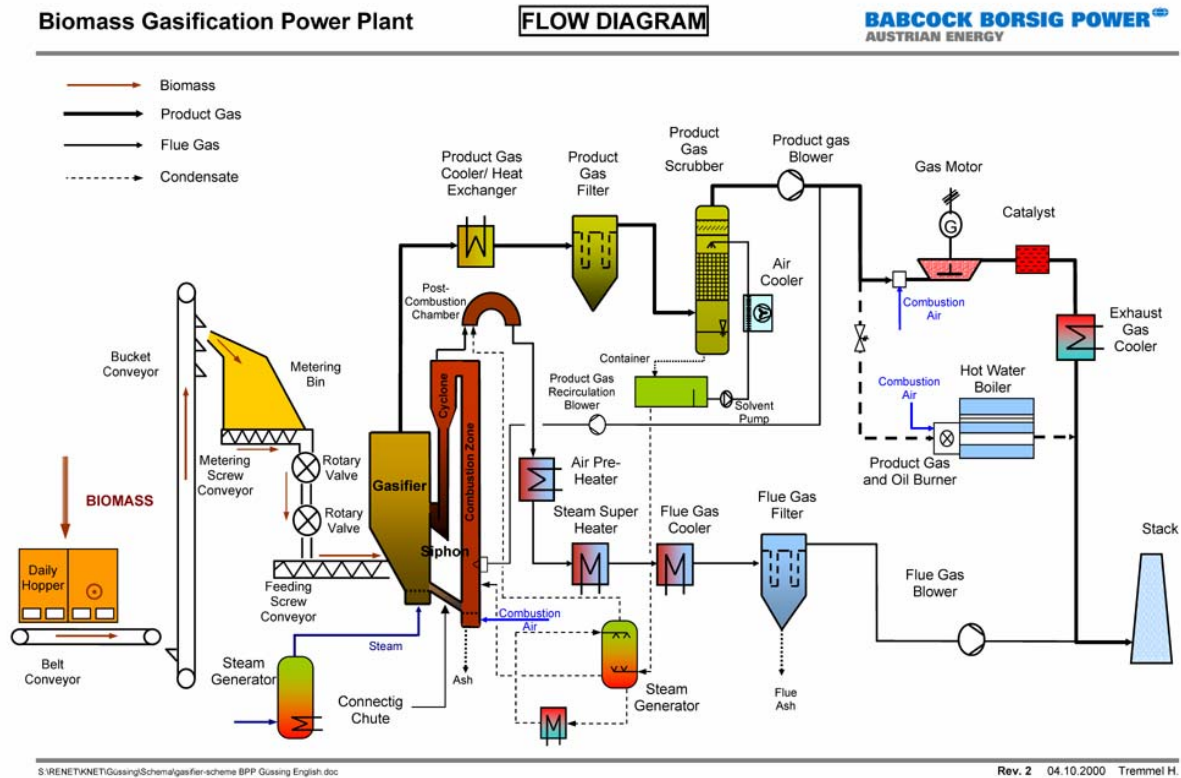 Biomass Gasification Power Plant
FLOW DIAGRAM
BABCOCK BORSIG POWER
AUSTRIAN ENERGY
Biomass
Product Gas
Flue Gas
Condensate
Product Gas
Cooler/ Heat
Exchanger
Product
Gas
Filter
Product
Gas
Scrubber
Product gas
Blower
Gas Motor
G
Catalyst
Air
Cooler
Combustion
Air
Exhaust
Gas
Cooler
Post-
Combustion
Chamber
Bucket
Conveyor
Metering
Bin
Container
Product Gas
Recirculation
Blower
Solvent
Pump
Combustion
Air
Hot Water
Boiler
Product Gas
and Oil Burner
Cyclone
Combustion Zone
Gasifier
Siphon
Metering
Screw
Conveyor
Rotary
Valve
Rotary
Valve
BIOMASS
Air Pre-
Heater
Steam Super
Heater
Flue Gas
Cooler
Flue Gas
Filter
Flue Gas
Blower
Stack
Daily
Hopper
Feeding
Screw
Conveyor
Combustion
Air
Belt
Conveyor
Steam
Generator
Steam
Connectig
Chute
Ash
Steam
Generator
Flue
Ash
S:\RENET\KNET\Güssing\Schema\gasifier-scheme BPP Güssing English.doc
Rev. 2 04.10.2000 Tremmel H.